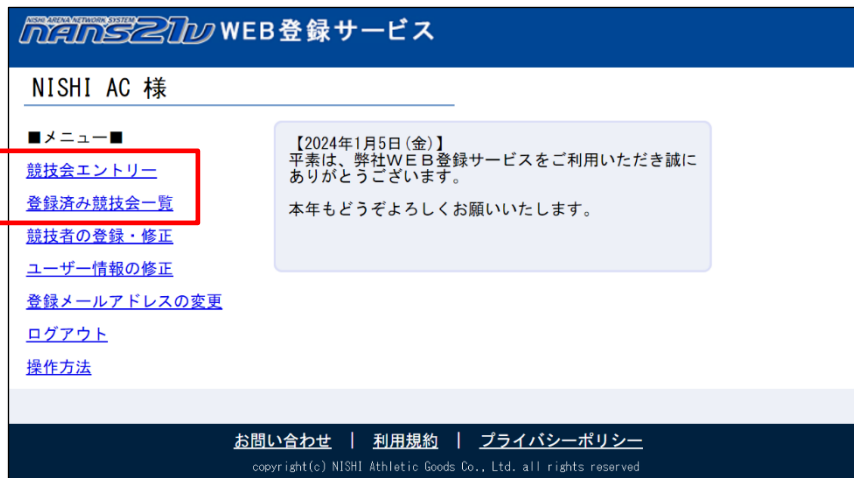 NISHI ARENA NETWORK SYSTEM
nANS21V WEB登録サービス
NISHI AC 様
■メニュー■
競技会エントリー
登録済み競技会一覧
競技者の登録・修正
ユーザー情報の修正
登録メールアドレスの変更
ログアウト
操作方法
【2024年1月5日(金)】
平素は、弊社ＷＥＢ登録サービスをご利用いただき誠に
ありがとうございます。
本年もどうぞよろしくお願いいたします。
お問い合わせ | 利用規約 | プライバシーポリシー
copyright(c) NISHI Athletic Goods Co., Ltd. all rights reserved